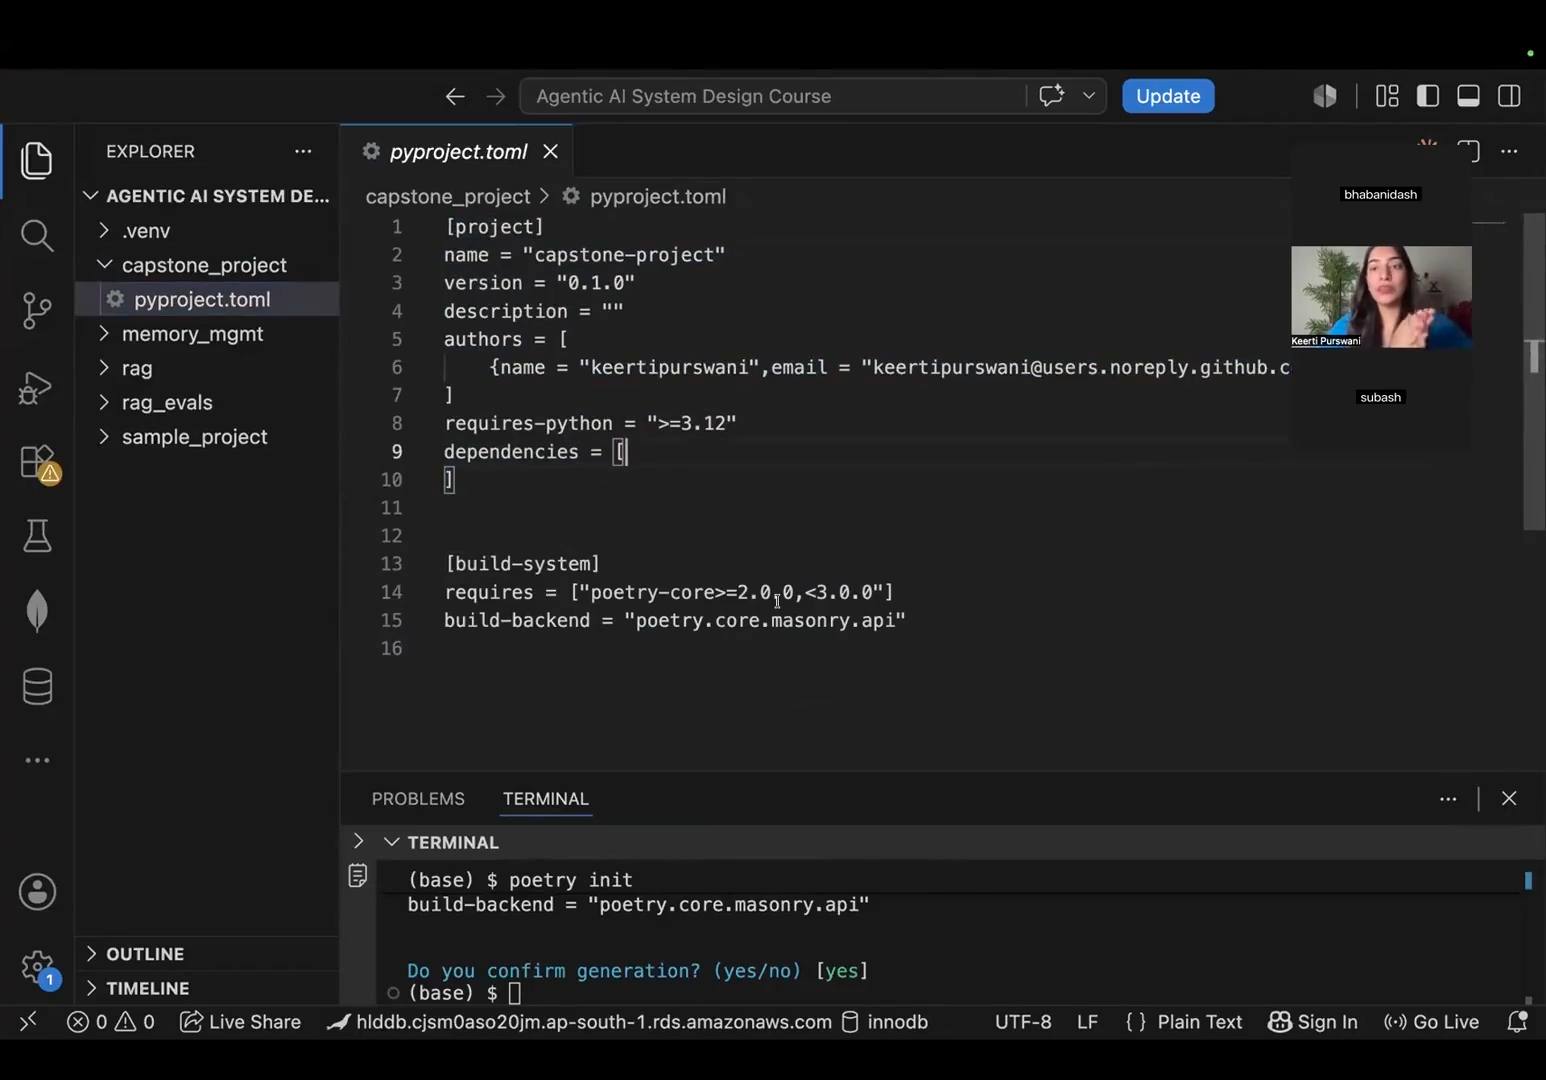 Agentic AI System Design Course
Update
EXPLORER
pyproject.toml
AGENTIC AI SYSTEM DE...
.venv
capstone_project
pyproject.toml
memory_mgmt
rag
rag_evals
sample_project
OUTLINE
TIMELINE
1
capstone_project > pyproject.toml
1 [project]
2 name = "capstone-project"
3 version = "0.1.0"
4 description = ""
5 authors = [
6     {name = "keertipurswani",email = "keertipurswani@users.noreply.github.c
7 ]
8 requires-python = ">=3.12"
9 dependencies = [
10 ]
11
12
13 [build-system]
14 requires = ["poetry-core>=2.0.0,<3.0.0"]
15 build-backend = "poetry.core.masonry.api"
16
bhabanidash
Keerti Purswani
subash
PROBLEMS TERMINAL
TERMINAL
(base) $ poetry init
build-backend = "poetry.core.masonry.api"
Do you confirm generation? (yes/no) [yes]
(base) $
0 0 Live Share hlddb.cjsm0aso20jm.ap-south-1.rds.amazonaws.com innodb UTF-8 LF {} Plain Text Sign In Go Live